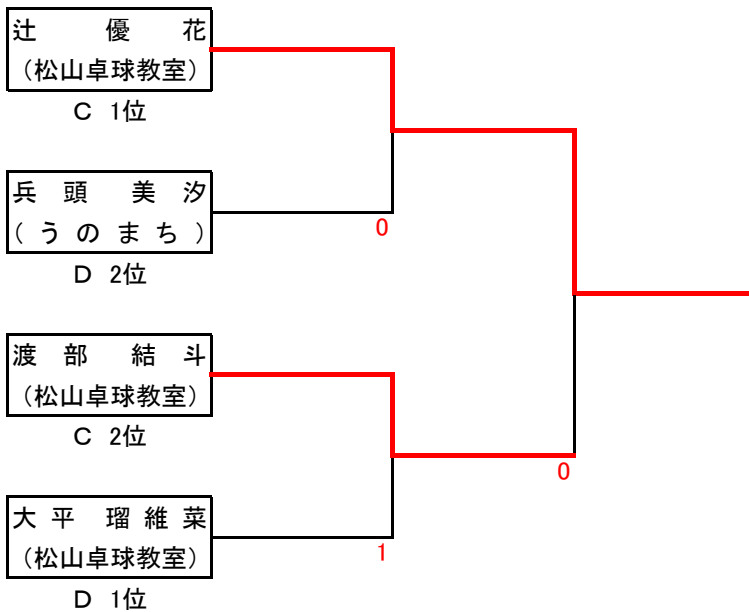 辻 優 花
（松山卓球教室）
C 1位
兵 頭 美 汐
( う の ま ち )
0
D 2位
渡 部 結 斗
（松山卓球教室）
C 2位
0
大 平 瑠 維 菜
（松山卓球教室）
1
D 1位